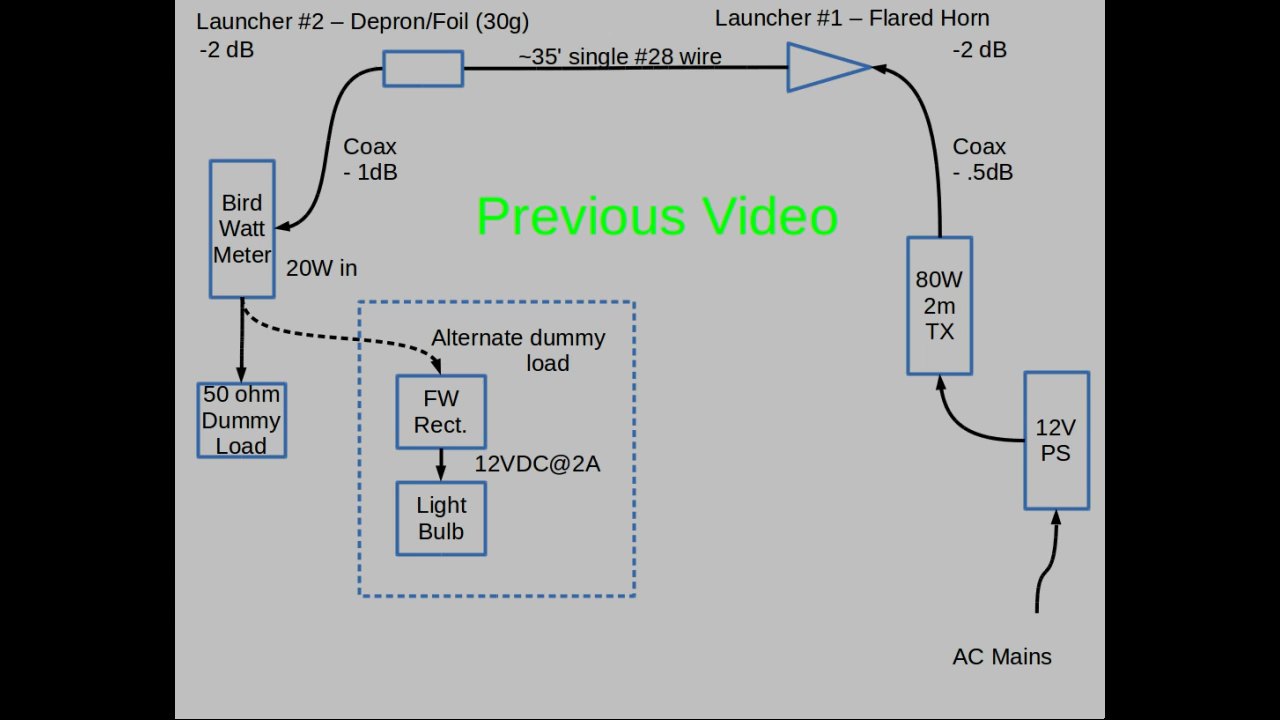 Launcher #2 – Depron/Foil (30g)
-2 dB
Launcher #1 – Flared Horn
-2 dB
~35' single #28 wire
Coax
- 1dB
Coax
- .5dB
Previous Video
Bird
Watt
Meter
20W in
80W
2m
TX
Alternate dummy
load
50 ohm
Dummy
Load
FW
Rect.
12VDC@2A
Light
Bulb
12V
PS
AC Mains